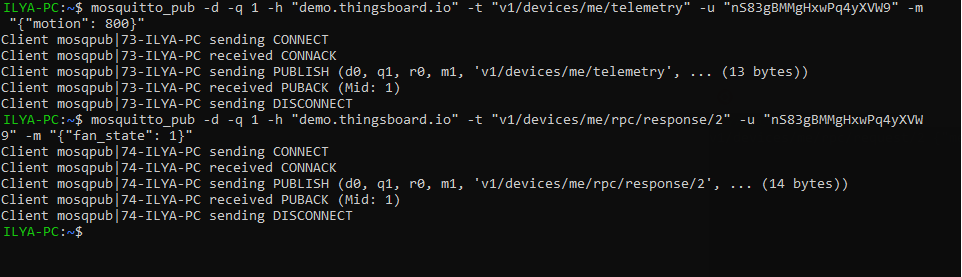 ILYA-PC:~$ mosquitto_pub -d -q 1 -h "demo.thingsboard.io" -t "v1/devices/me/telemetry" -u "nS83gBMMgHxwPq4yXVW9" -m
"{"motion": 800}"
Client mosqpub|73-ILYA-PC sending CONNECT
Client mosqpub|73-ILYA-PC received CONNACK
Client mosqpub|73-ILYA-PC sending PUBLISH (d0, q1, r0, m1, 'v1/devices/me/telemetry', ... (13 bytes))
Client mosqpub|73-ILYA-PC received PUBACK (Mid: 1)
Client mosqpub|73-ILYA-PC sending DISCONNECT
ILYA-PC:~$ mosquitto_pub -d -q 1 -h "demo.thingsboard.io" -t "v1/devices/me/rpc/response/2" -u "nS83gBMMgHxwPq4yXVW
9" -m "{"fan_state": 1}"
Client mosqpub|74-ILYA-PC sending CONNECT
Client mosqpub|74-ILYA-PC received CONNACK
Client mosqpub|74-ILYA-PC sending PUBLISH (d0, q1, r0, m1, 'v1/devices/me/rpc/response/2', ... (14 bytes))
Client mosqpub|74-ILYA-PC received PUBACK (Mid: 1)
Client mosqpub|74-ILYA-PC sending DISCONNECT
ILYA-PC:~$